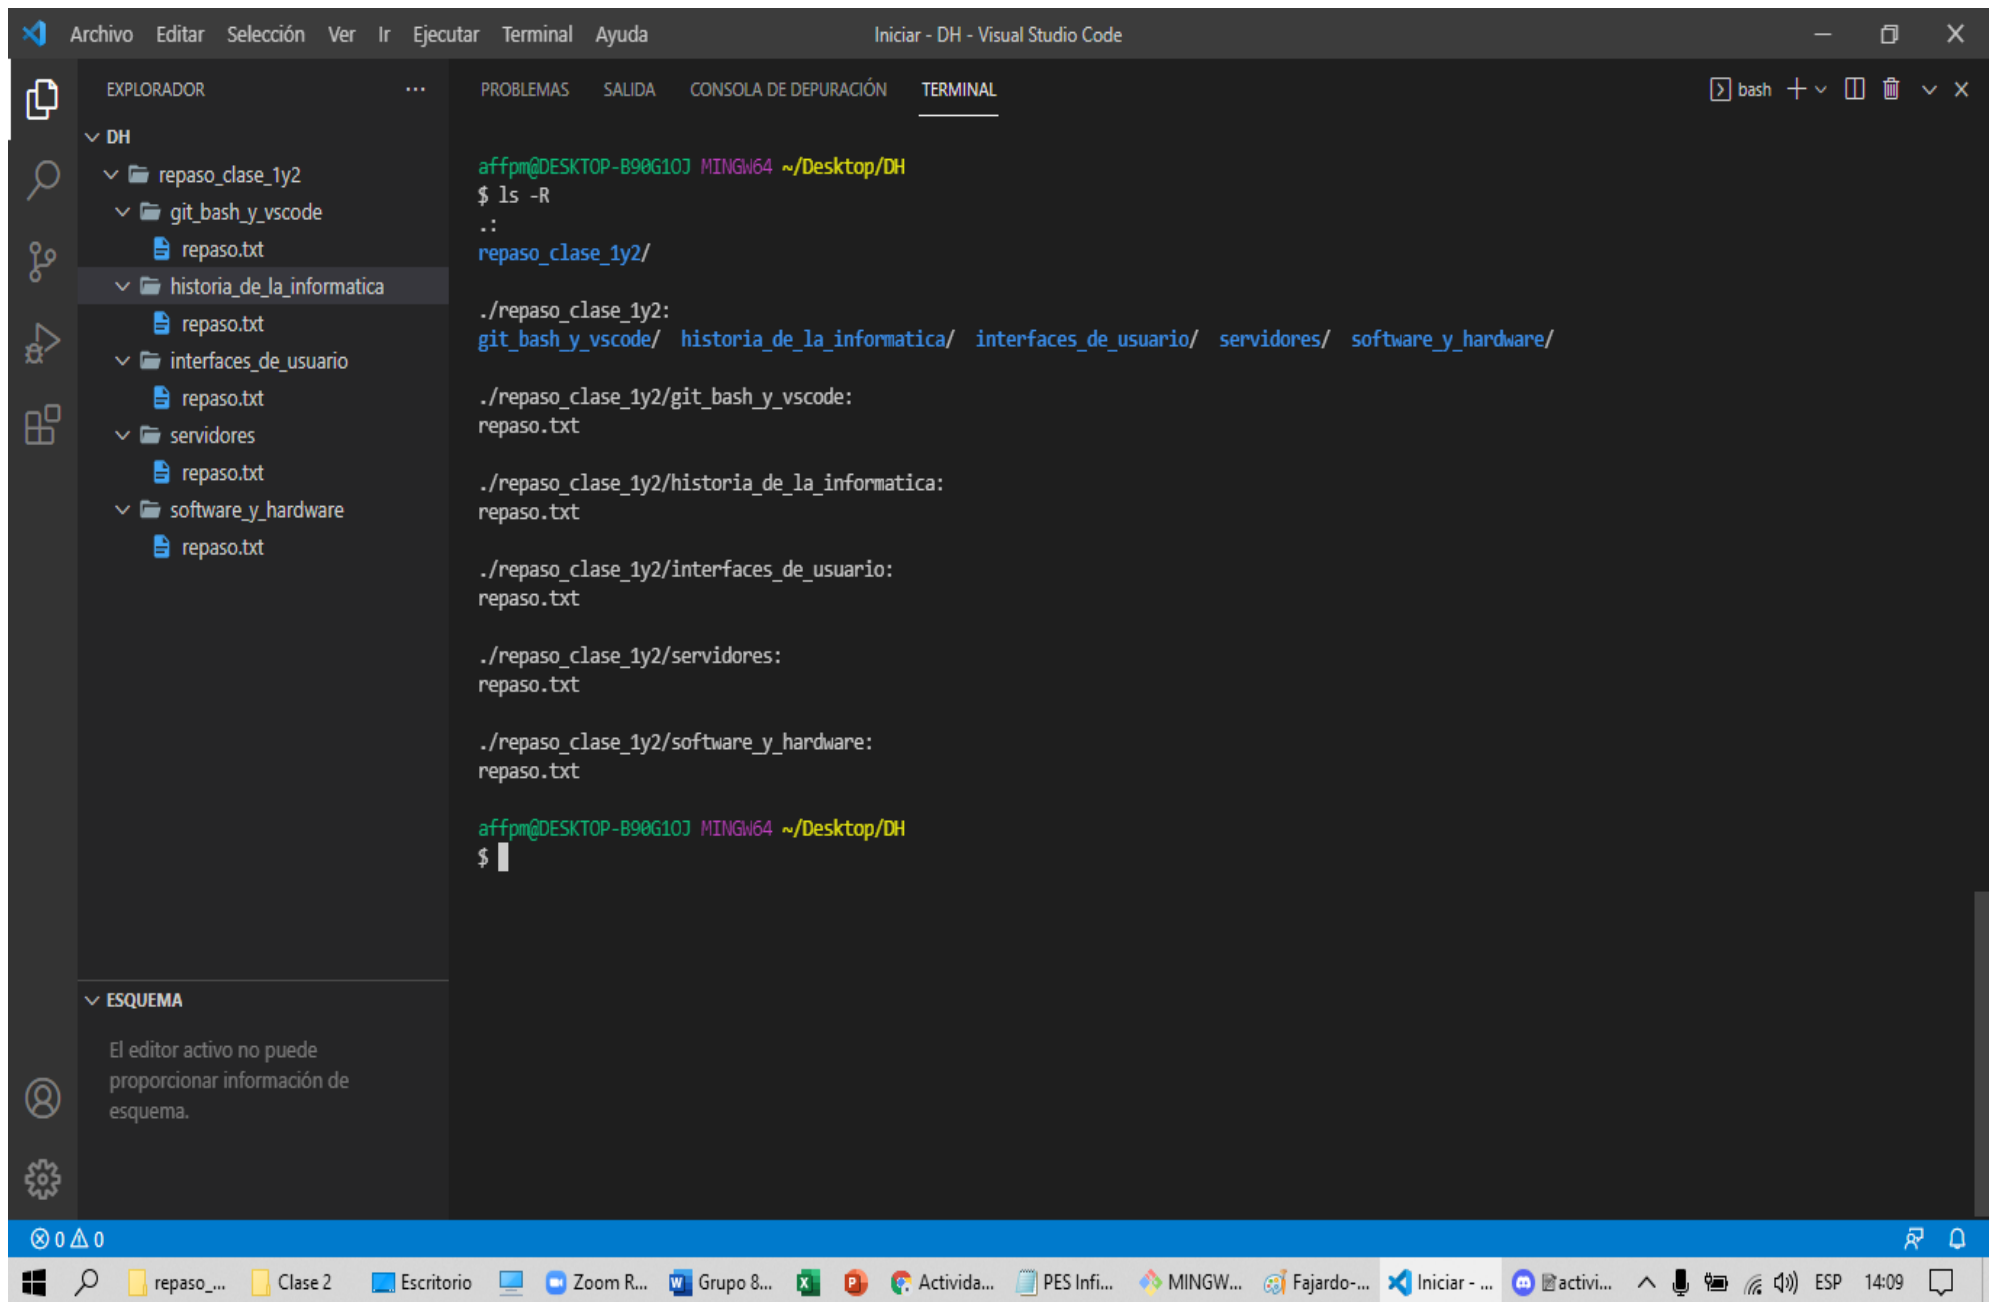 Archivo Editar Selección Ver Ir Ejecutar Terminal Ayuda Iniciar - DH - Visual Studio Code
EXPLORADOR ...
DH
repaso_clase_1y2
git_bash_y_vscode
repaso.txt
historia_de_la_informatica
repaso.txt
interfaces_de_usuario
repaso.txt
servidores
repaso.txt
software_y_hardware
repaso.txt
ESQUEMA
El editor activo no puede
proporcionar información de
esquema.
PROBLEMAS SALIDA CONSOLA DE DEPURACIÓN TERMINAL bash
affpm@DESKTOP-B90G1OJ MINGW64 ~/Desktop/DH
$ ls -R
.:
repaso_clase_1y2/
./repaso_clase_1y2:
git_bash_y_vscode/ historia_de_la_informatica/ interfaces_de_usuario/ servidores/ software_y_hardware/
./repaso_clase_1y2/git_bash_y_vscode:
repaso.txt
./repaso_clase_1y2/historia_de_la_informatica:
repaso.txt
./repaso_clase_1y2/interfaces_de_usuario:
repaso.txt
./repaso_clase_1y2/servidores:
repaso.txt
./repaso_clase_1y2/software_y_hardware:
repaso.txt
affpm@DESKTOP-B90G1OJ MINGW64 ~/Desktop/DH
$
0 0
repaso_... Clase 2 Escritorio Zoom R... Grupo 8... Activida... PES Infi... MINGW... Fajardo-... Iniciar - ... activi... ESP 14:09